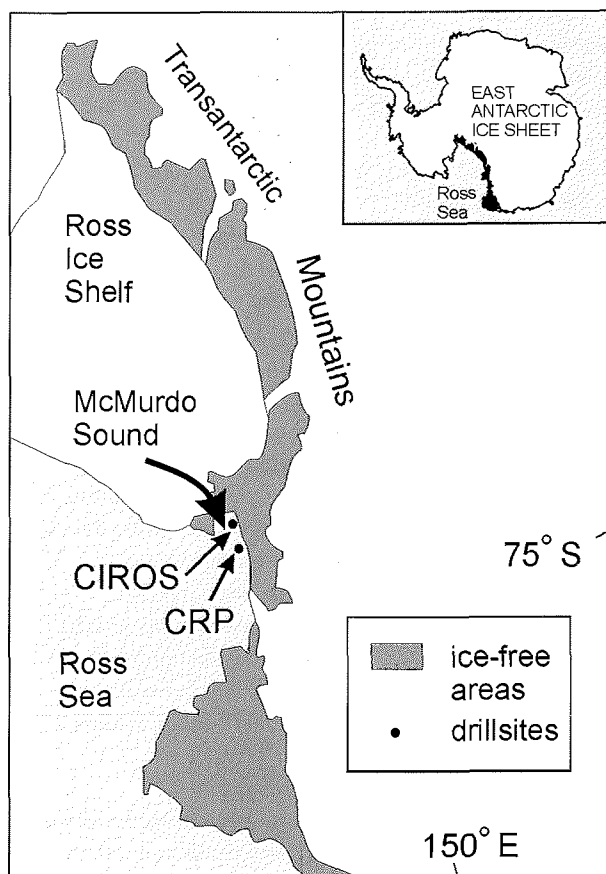 Transantarctic
Mountains
EAST
ANTARCTIC
ICE SHEET
Ross
Sea
Ross
Ice
Shelf
McMurdo
Sound
CIROS
CRP
75° S
Ross
Sea
ice-free
areas
drillsites
150° E